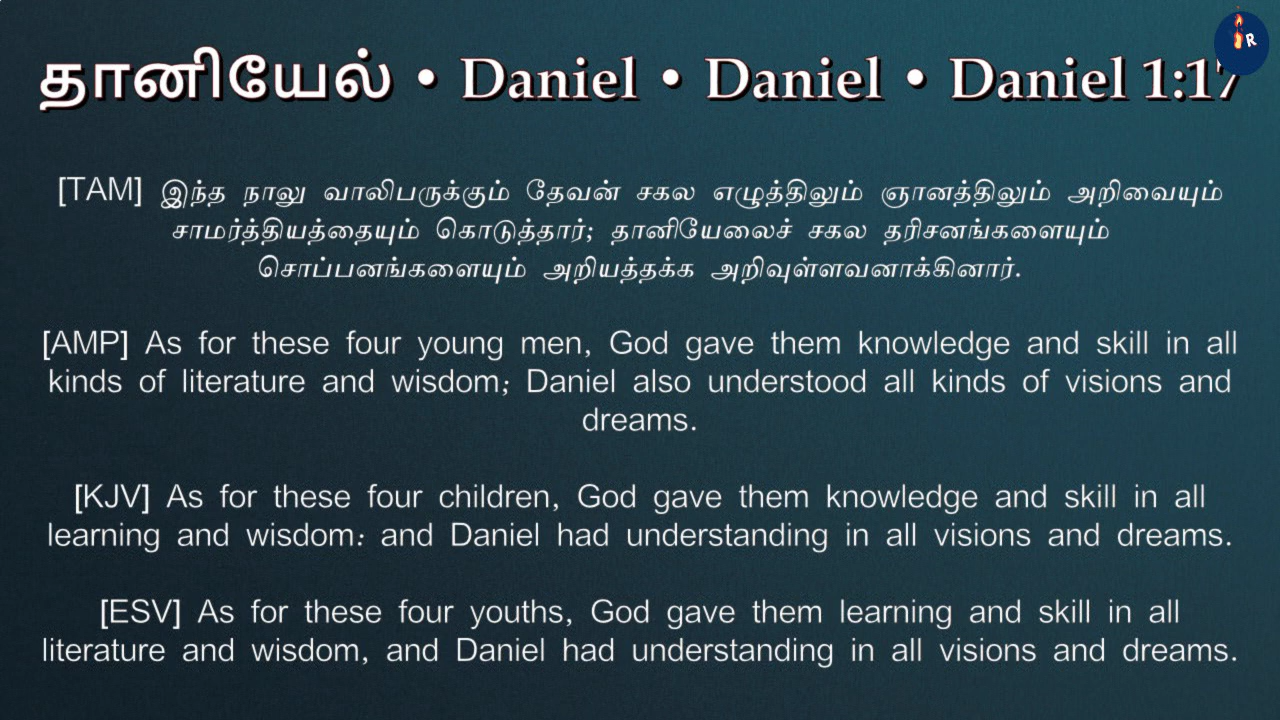 தானியேல் • Daniel • Daniel • Daniel 1:17
R
[TAM] இந்த நாலு வாலிபருக்கும் தேவன் சகல எழுத்திலும் ஞானத்திலும் அறிவையும்
சாமர்த்தியத்தையும் கொடுத்தார்; தானியேலைச் சகல தரிசனங்களையும்
சொப்பனங்களையும் அறியத்தக்க அறிவுள்ளவனாக்கினார்.
[AMP] As for these four young men, God gave them knowledge and skill in all
kinds of literature and wisdom; Daniel also understood all kinds of visions and
dreams.
[KJV] As for these four children, God gave them knowledge and skill in all
learning and wisdom: and Daniel had understanding in all visions and dreams.
[ESV] As for these four youths, God gave them learning and skill in all
literature and wisdom, and Daniel had understanding in all visions and dreams.